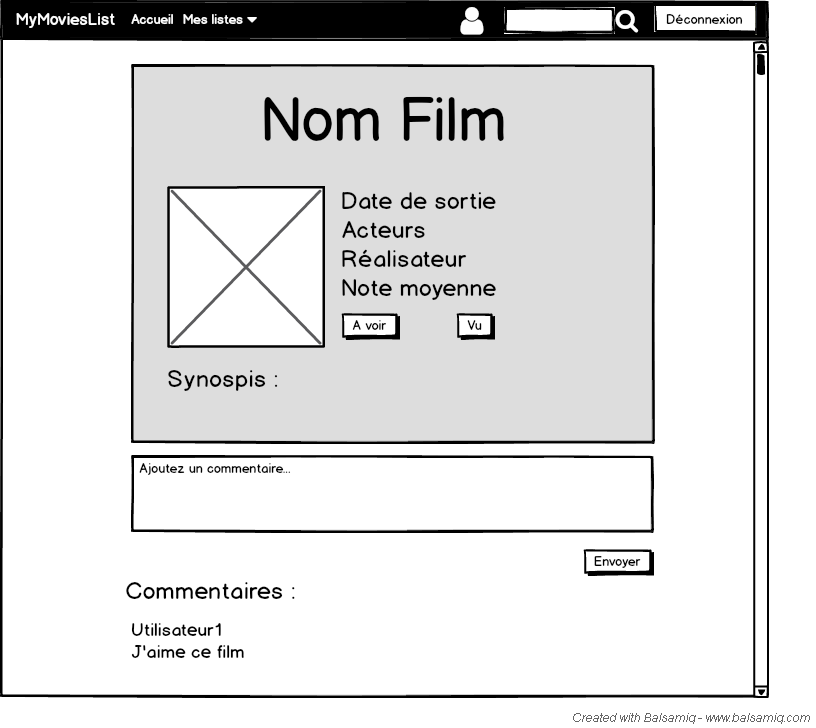 MyMoviesList Accueil Mes listes Déconnexion
Nom Film
Date de sortie
Acteurs
Réalisateur
Note moyenne
A voir Vu
Synospis :
Ajoutez un commentaire...
Envoyer
Commentaires :
Utilisateur1
J'aime ce film
Created with Balsamiq - www.balsamiq.com